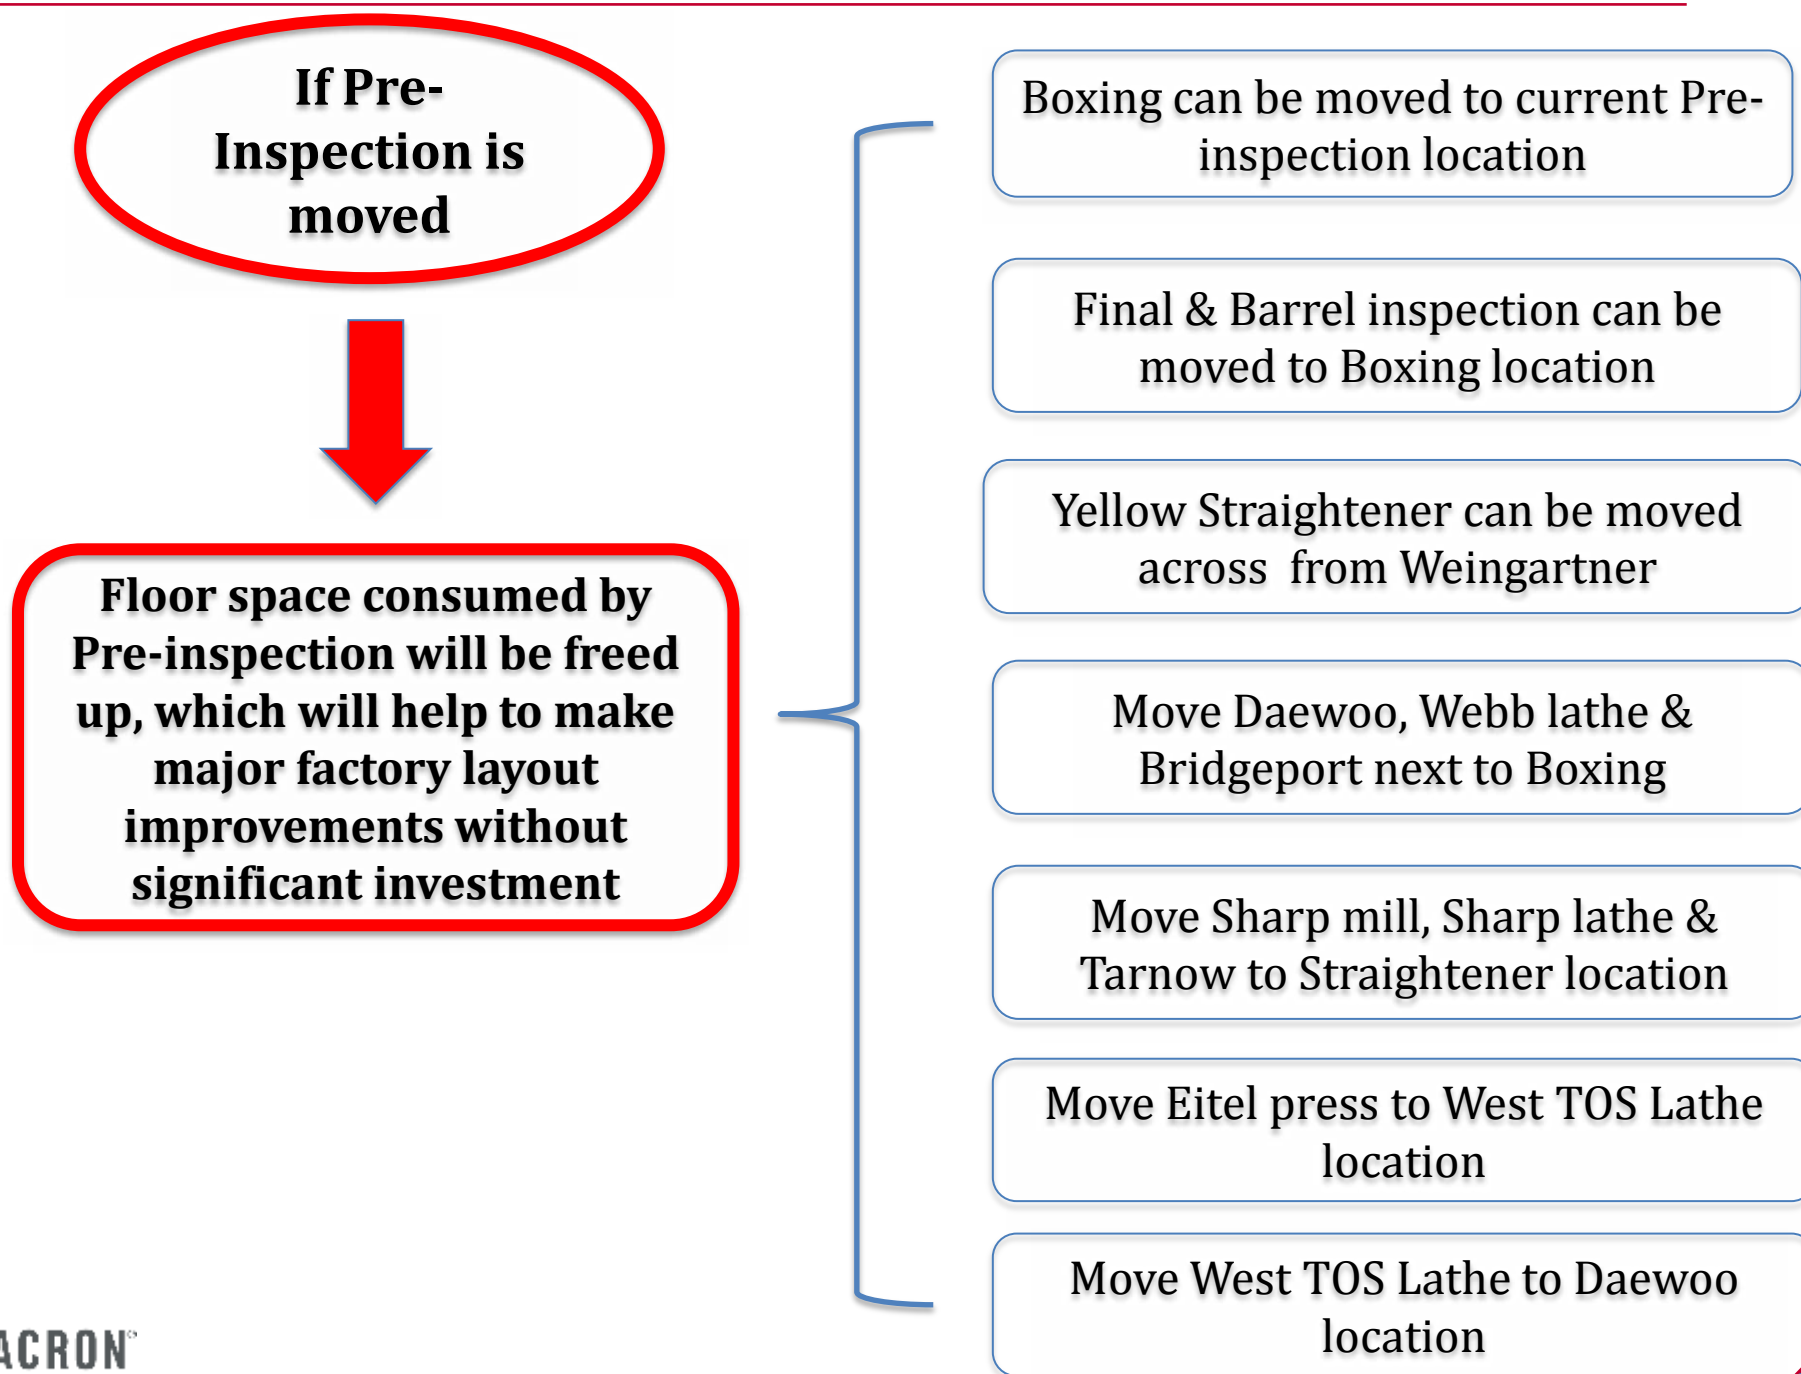 If Pre-
Inspection is
moved
Floor space consumed by
Pre-inspection will be freed
up, which will help to make
major factory layout
improvements without
significant investment
Boxing can be moved to current Pre-
inspection location
Final & Barrel inspection can be
moved to Boxing location
Yellow Straightener can be moved
across  from Weingartner
Move Daewoo, Webb lathe &
Bridgeport next to Boxing
Move Sharp mill, Sharp lathe &
Tarnow to Straightener location
Move Eitel press to West TOS Lathe
location
Move West TOS Lathe to Daewoo
location
ACRON